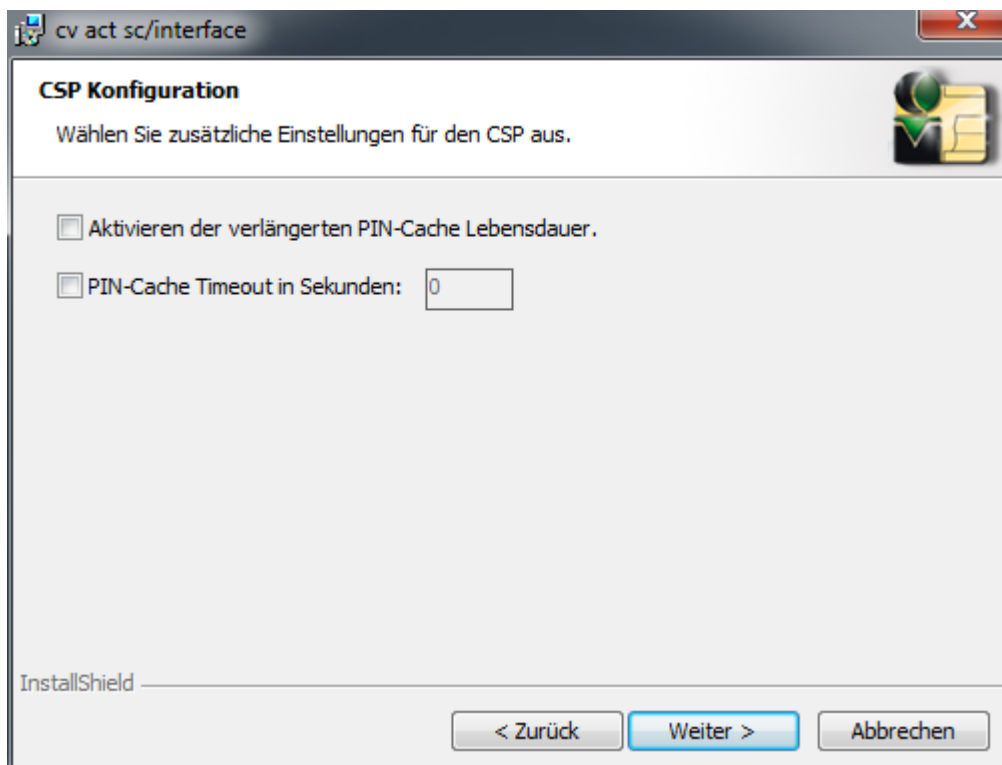 cv act sc/interface
CSP Konfiguration
Wählen Sie zusätzliche Einstellungen für den CSP aus.
Aktivieren der verlängerten PIN-Cache Lebensdauer.
PIN-Cache Timeout in Sekunden: 0
InstallShield
< Zurück Weiter > Abbrechen